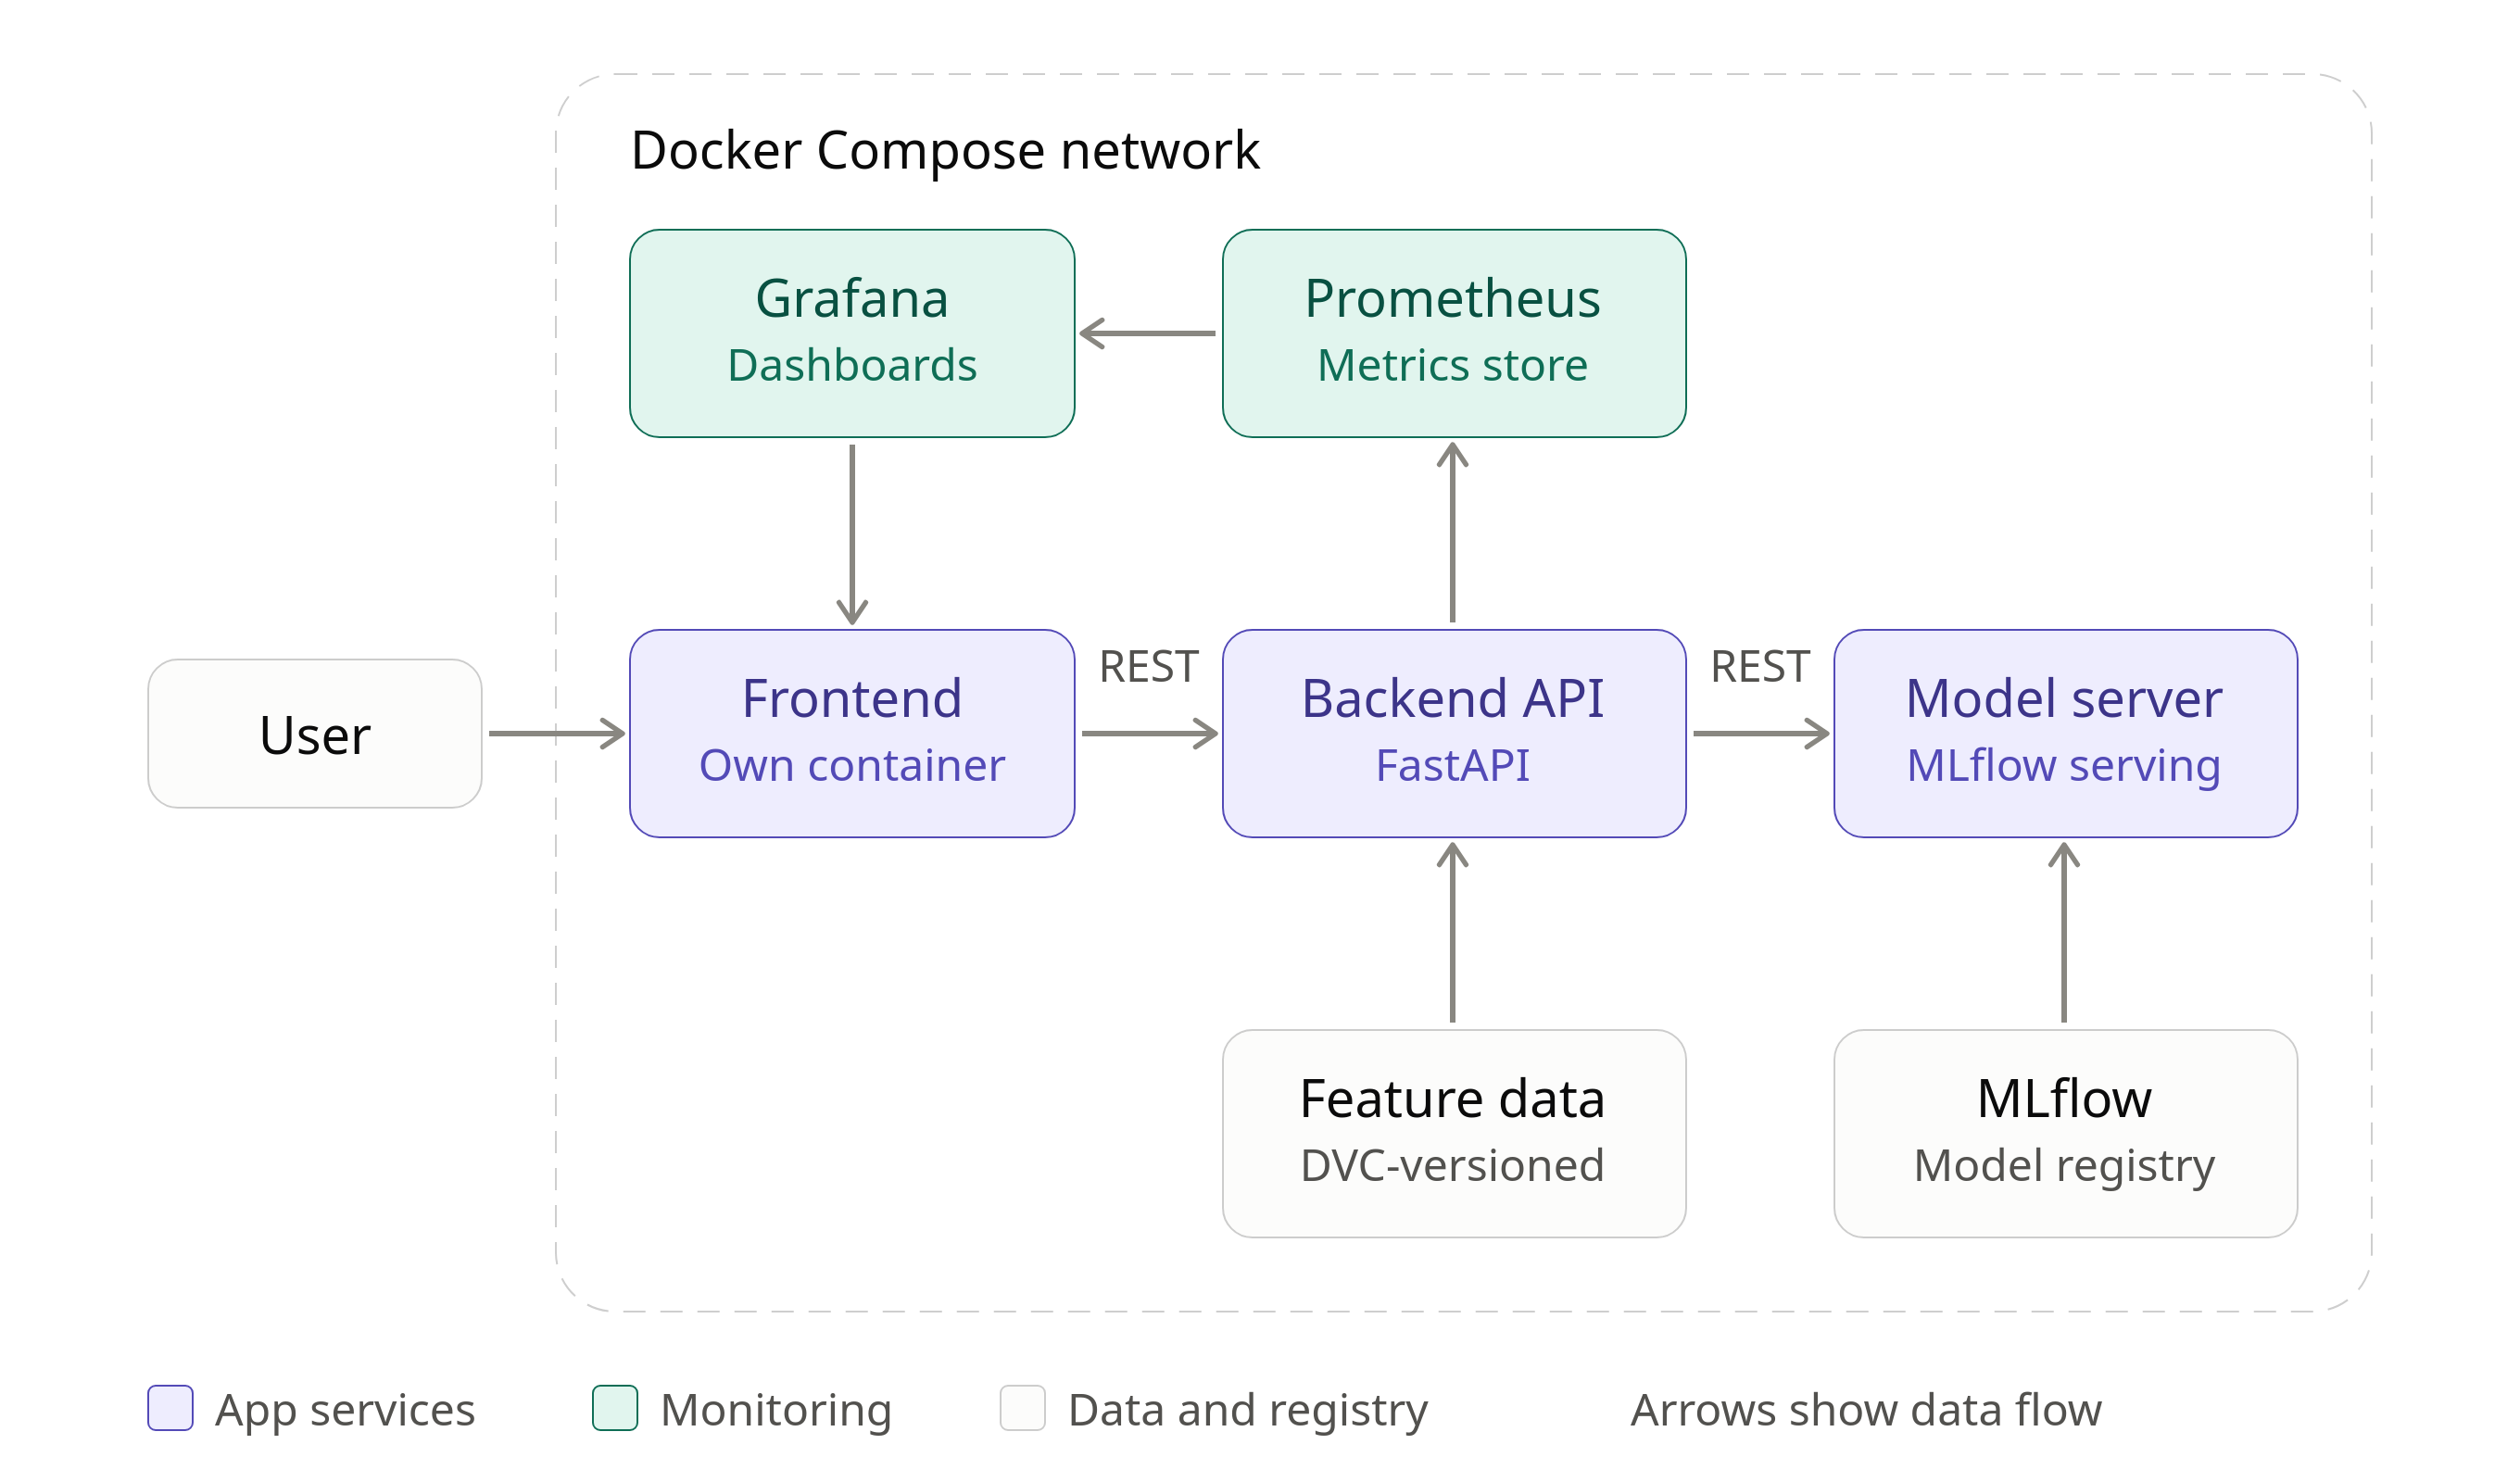 Docker Compose network
Grafana
Dashboards
Prometheus
Metrics store
User
Frontend
Own container
REST
Backend API
FastAPI
REST
Model server
MLflow serving
Feature data
DVC-versioned
MLflow
Model registry
App services
Monitoring
Data and registry
Arrows show data flow